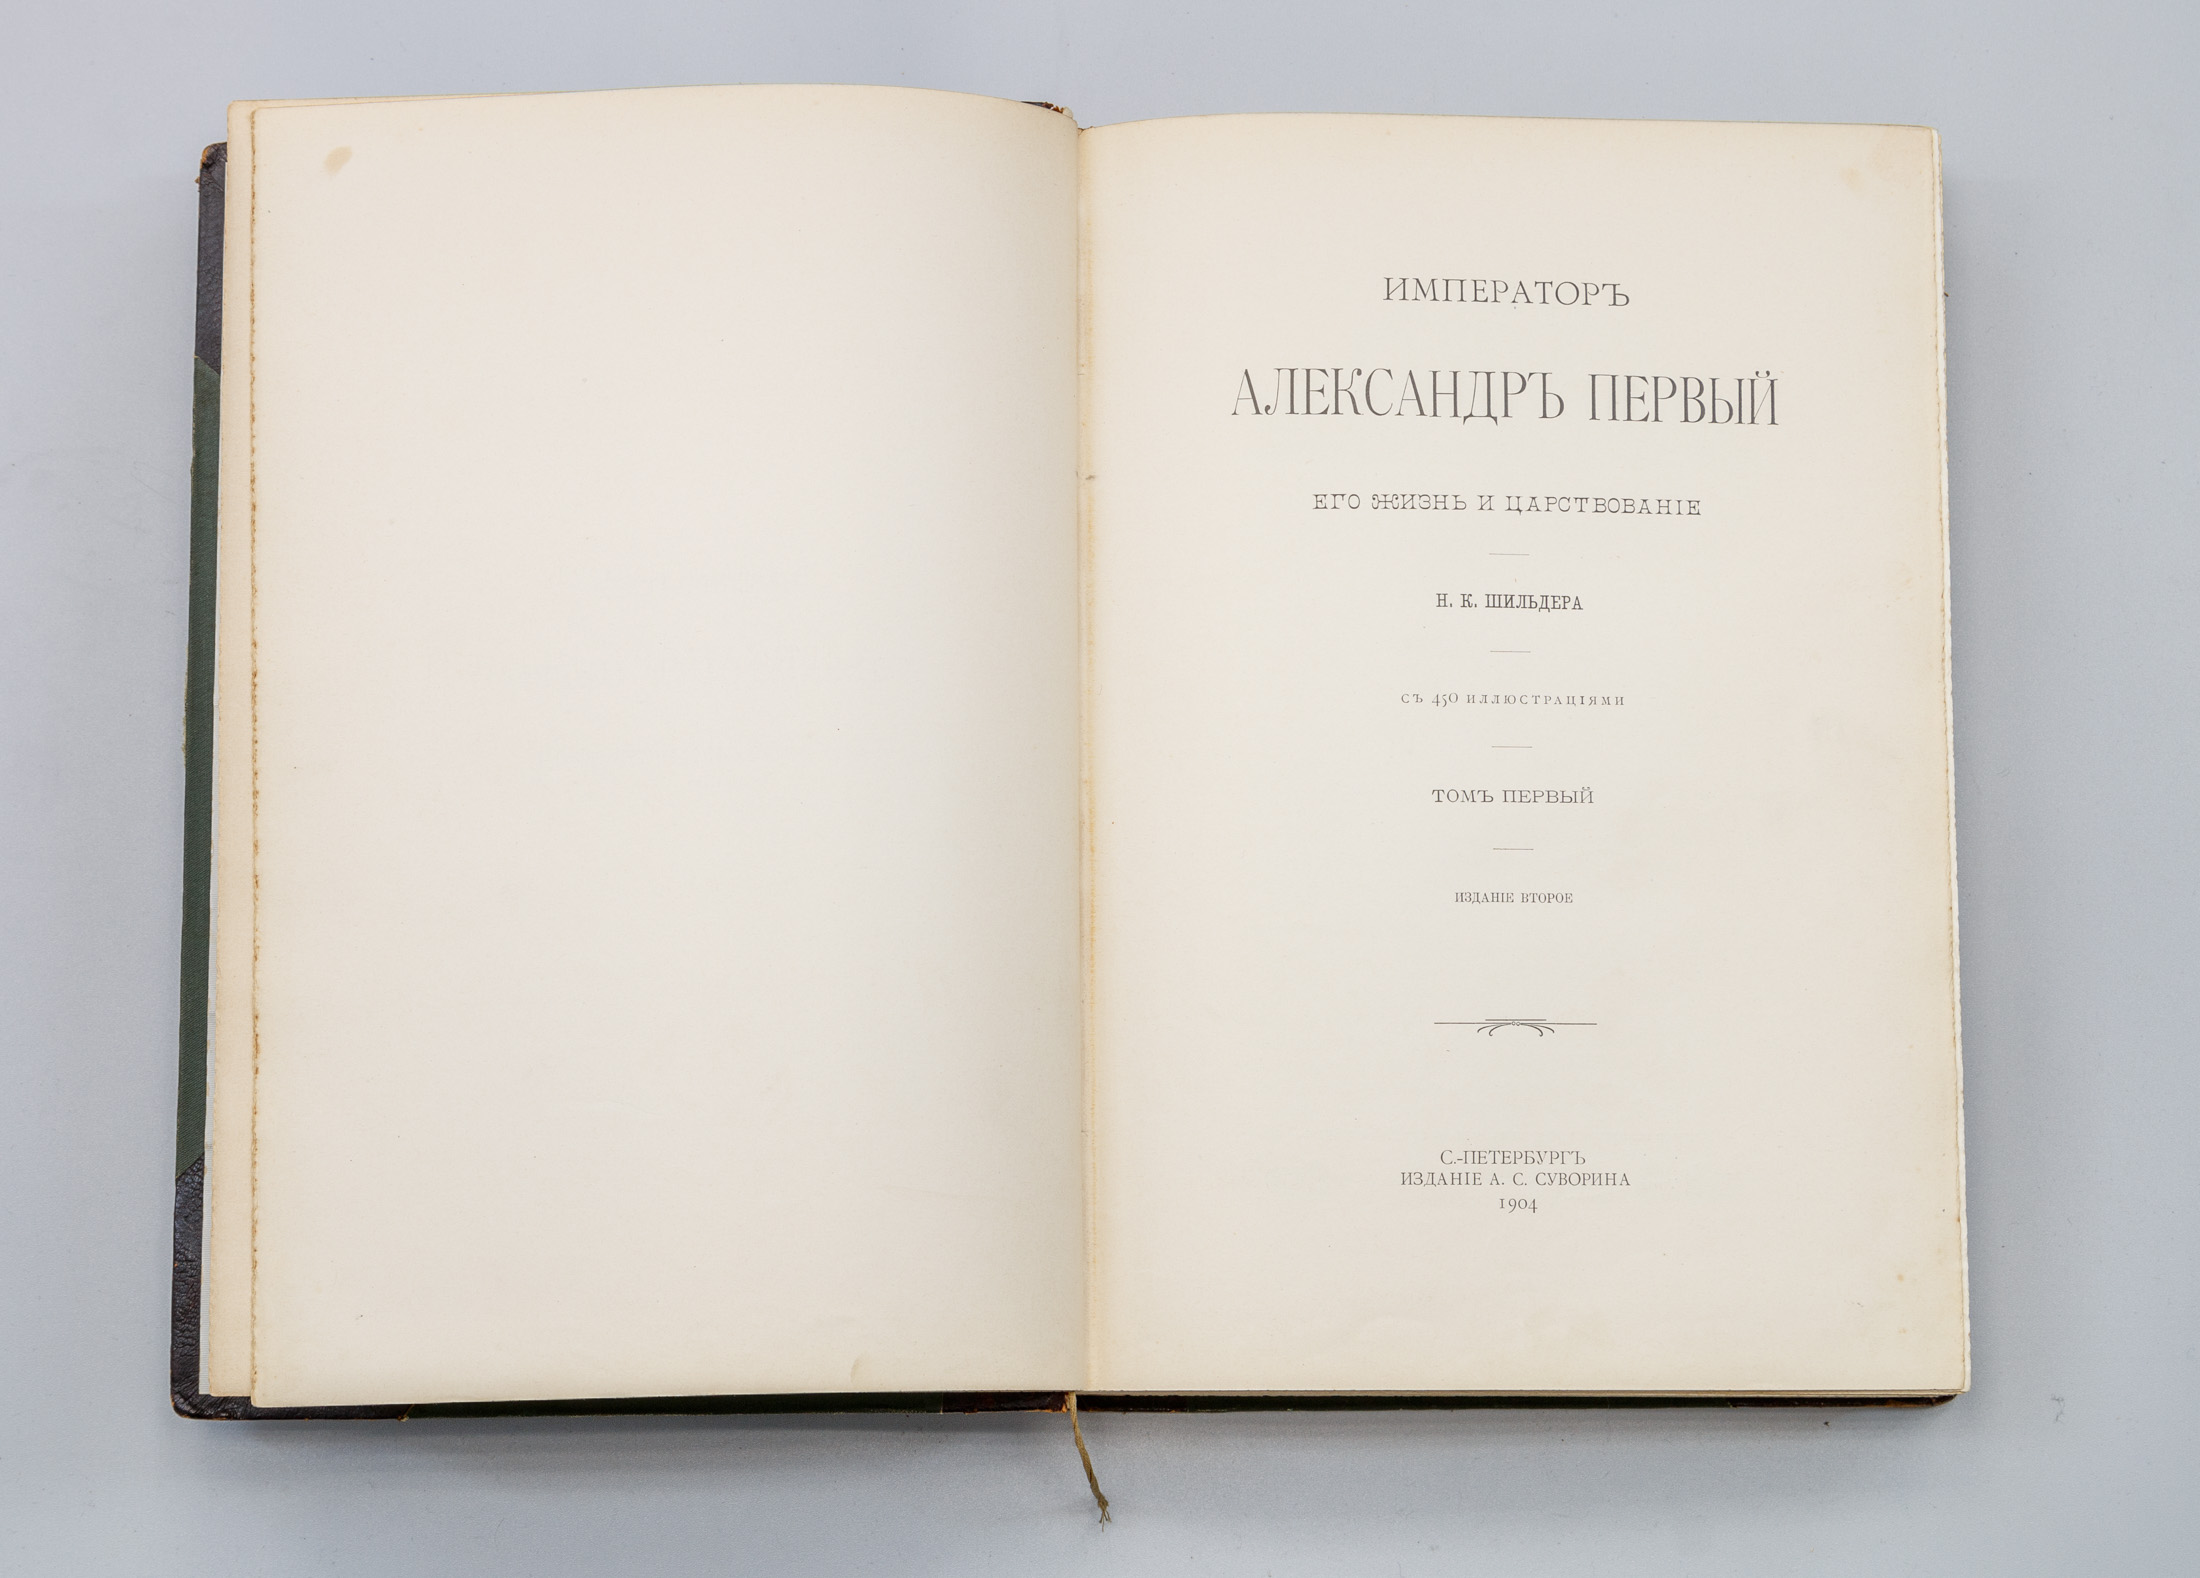 ИМПЕРАТОРЪ
АЛЕКСАНДРЪ ПЕРВЫЙ
ЕГО ЖИЗНЬ И ЦАРСТВОВАНІЕ
Н. К. ШИЛЬДЕРА
СЪ 450 ИЛЛЮСТРАЦІЯМИ
ТОМЪ ПЕРВЫЙ
ИЗДАНІЕ ВТОРОЕ
С.-ПЕТЕРБУРГЪ
ИЗДАНІЕ А. С. СУВОРИНА
1904